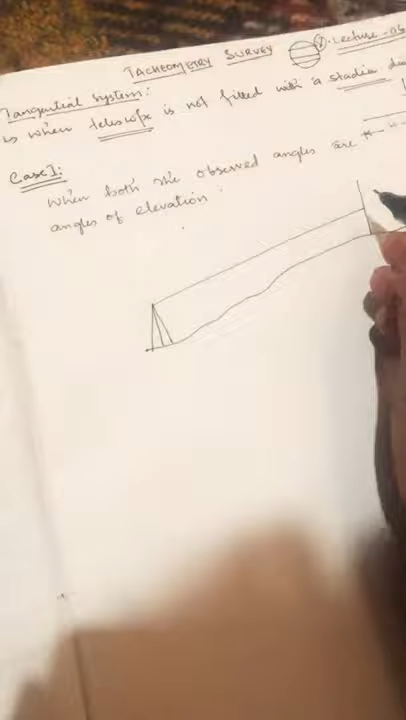 TACHEOMETRY SURVEY Lecture-05
Tangential System:
is when telescope is not fitted with a stadia
Case I:
When both the observed angles are
angles of elevation